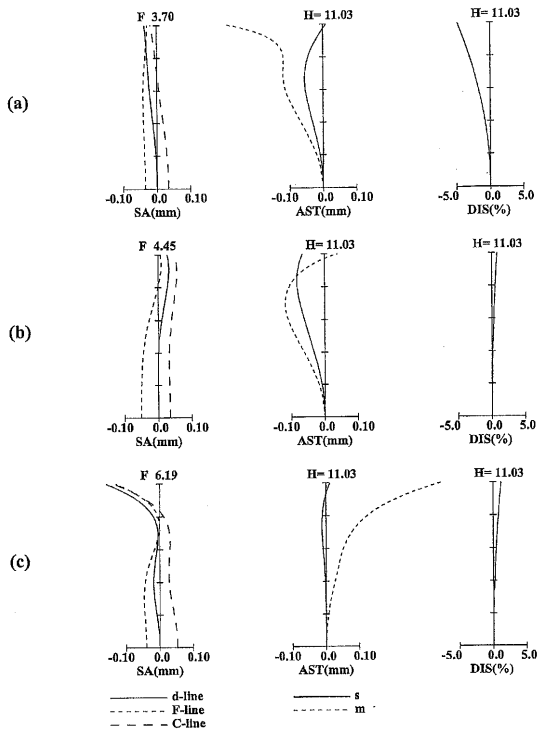 F 3.70 H= 11.03 H= 11.03
(a)
-0.10 0.0 0.10 -0.10 0.0 0.10 -5.0 0.0 5.0
SA(mm) AST(mm) DIS(%)
F 4.45 H= 11.03 H= 11.03
(b)
-0.10 0.0 0.10 -0.10 0.0 0.10 -5.0 0.0 5.0
SA(mm) AST(mm) DIS(%)
F 6.19 H= 11.03 H= 11.03
(c)
-0.10 0.0 0.10 -0.10 0.0 0.10 -5.0 0.0 5.0
SA(mm) AST(mm) DIS(%)
d-line s
F-line m
C-line